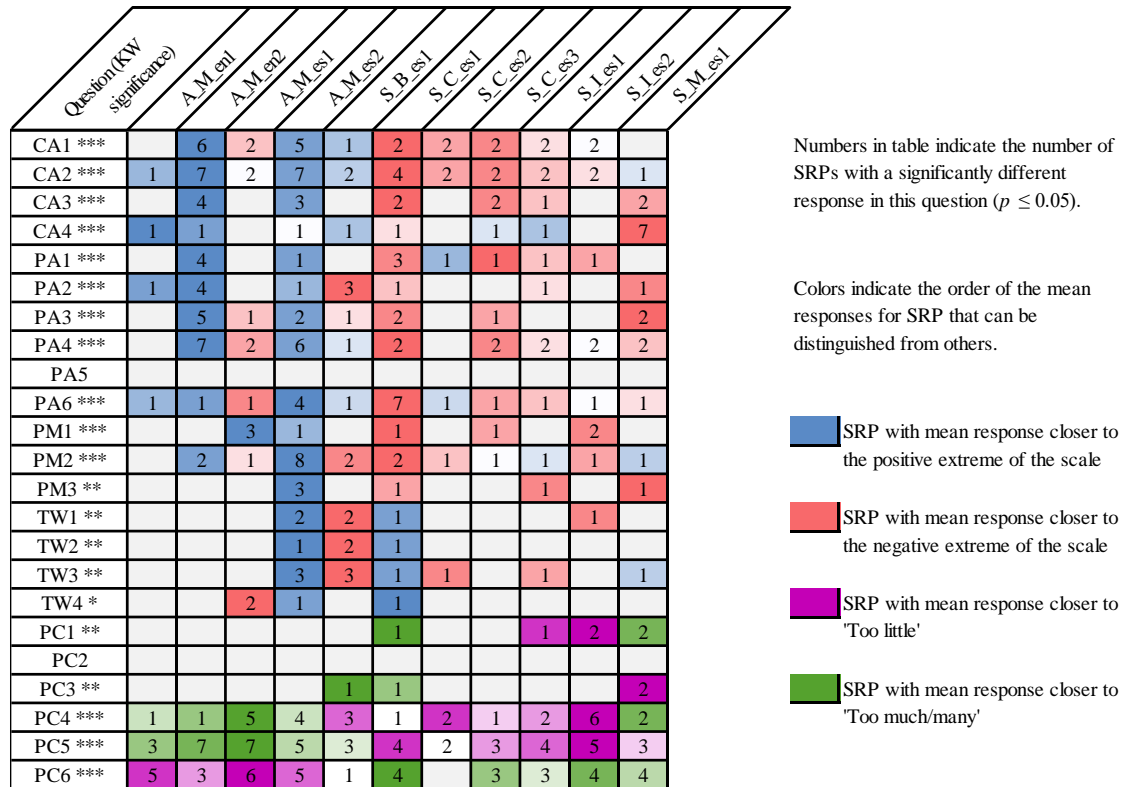 Question (KW significance) A_M_en1 A_M_en2 A_M_es1 A_M_es2 S_B_es1 S_C_es1 S_C_es2 S_C_es3 S_I_es1 S_I_es2 S_M_es1
CA1 *** 6 2 5 1 2 2 2 2 2
CA2 *** 1 7 2 7 2 4 2 2 2 2 1
CA3 *** 4 3 2 2 1 2
CA4 *** 1 1 1 1 1 1 1 7
PA1 *** 4 1 3 1 1 1 1
PA2 *** 1 4 1 3 1 1 1
PA3 *** 5 1 2 1 2 1 2
PA4 *** 7 2 6 1 2 2 2 2 2
PA5
PA6 *** 1 1 1 4 1 7 1 1 1 1 1
PM1 *** 3 1 1 1 2
PM2 *** 2 1 8 2 2 1 1 1 1 1
PM3 ** 3 1 1 1
TW1 ** 2 2 1 1
TW2 ** 1 2 1
TW3 ** 3 3 1 1 1 1
TW4 * 2 1 1
PC1 ** 1 1 2 2
PC2
PC3 ** 1 1 2
PC4 *** 1 1 5 4 3 1 2 1 2 6 2
PC5 *** 3 7 7 5 3 4 2 3 4 5 3
PC6 *** 5 3 6 5 1 4 3 3 4 4
Numbers in table indicate the number of
SRPs with a significantly different
response in this question (p ≤ 0.05).
Colors indicate the order of the mean
responses for SRP that can be
distinguished from others.
SRP with mean response closer to
the positive extreme of the scale
SRP with mean response closer to
the negative extreme of the scale
SRP with mean response closer to
'Too little'
SRP with mean response closer to
'Too much/many'